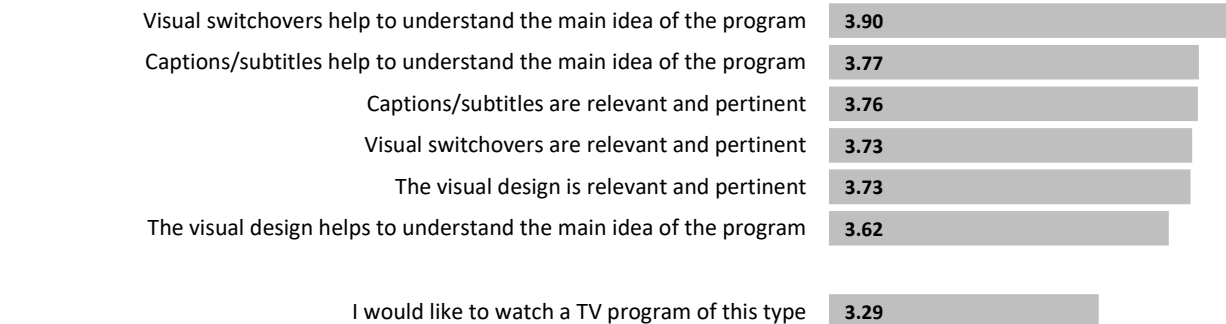 Visual switchovers help to understand the main idea of the program 3.90
Captions/subtitles help to understand the main idea of the program 3.77
Captions/subtitles are relevant and pertinent 3.76
Visual switchovers are relevant and pertinent 3.73
The visual design is relevant and pertinent 3.73
The visual design helps to understand the main idea of the program 3.62
I would like to watch a TV program of this type 3.29